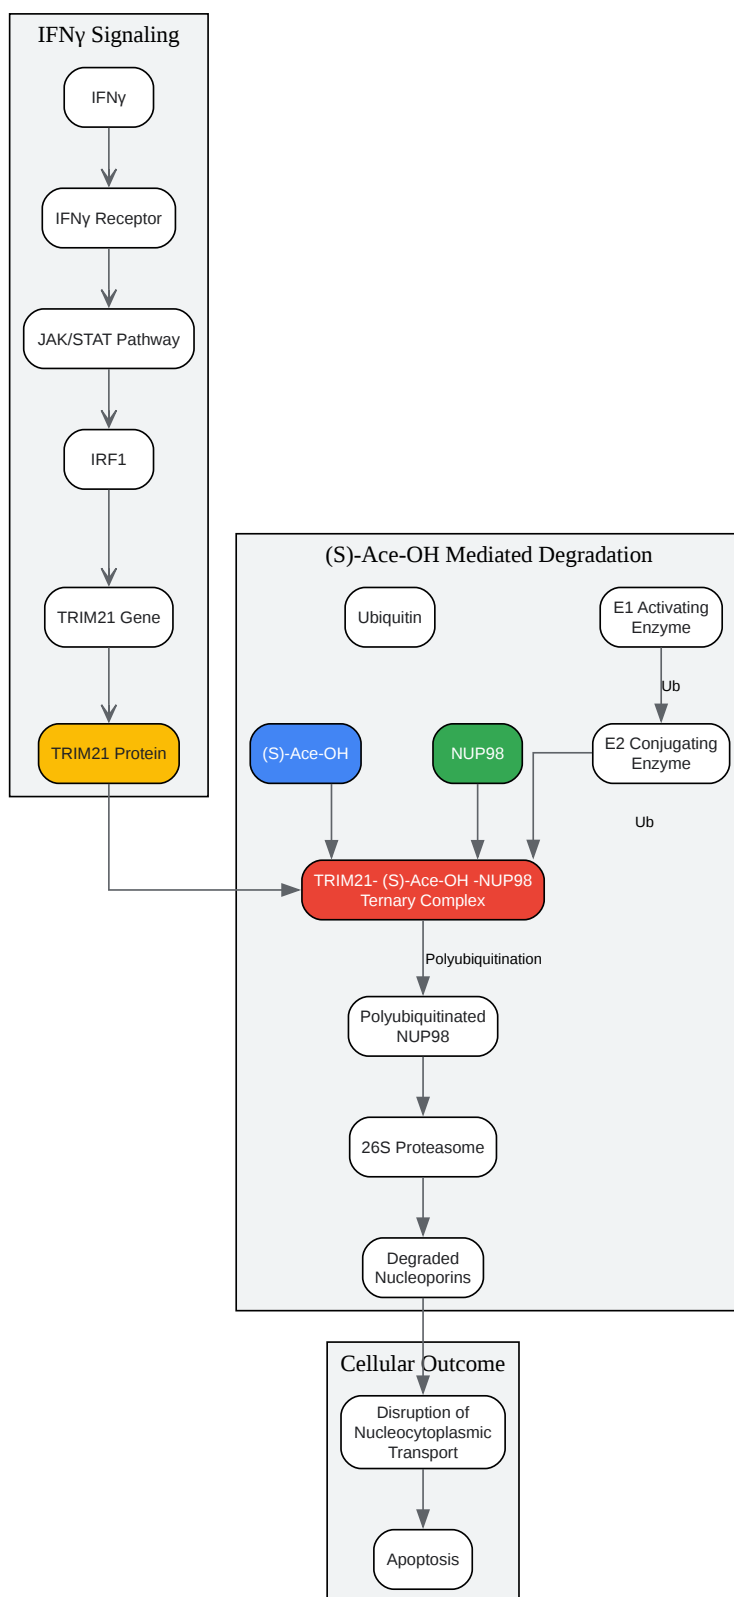 IFNγ Signaling
IFNγ
IFNγ Receptor
JAK/STAT Pathway
IRF1
TRIM21 Gene
TRIM21 Protein
(S)-Ace-OH Mediated Degradation
Ubiquitin
E1 Activating
Enzyme
Ub
(S)-Ace-OH
NUP98
E2 Conjugating
Enzyme
Ub
TRIM21- (S)-Ace-OH -NUP98
Ternary Complex
Polyubiquitination
Polyubiquitinated
NUP98
26S Proteasome
Degraded
Nucleoporins
Cellular Outcome
Disruption of
Nucleocytoplasmic
Transport
Apoptosis